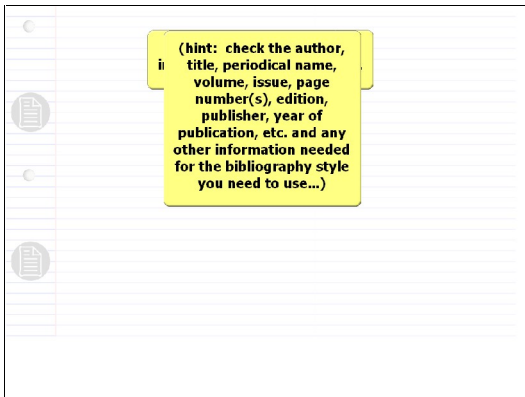 (hint:  check the author,
title, periodical name,
volume, issue, page
number(s), edition,
publisher, year of
publication, etc. and any
other information needed
for the bibliography style
you need to use...)